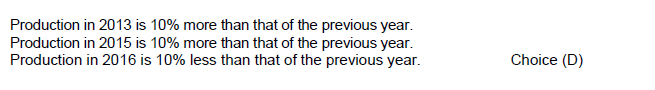 Production in 2013 is 10% more than that of the previous year.
Production in 2015 is 10% more than that of the previous year.
Production in 2016 is 10% less than that of the previous year. Choice (D)